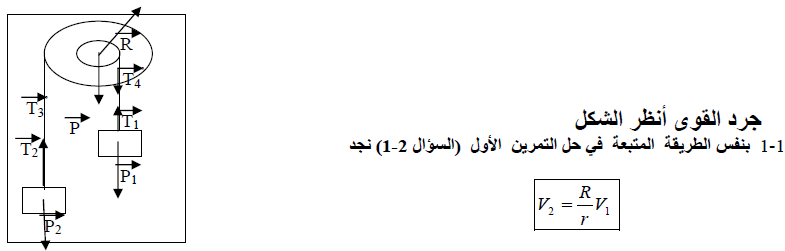 جرد القوى أنظر الشكل
1-1 بنفس الطريقة المتبعة في حل التمرين الأول (السؤال 2-1) نجد
V₂ = R/r V₁
R
T₄
T₃
P
T₁
T₂
P₁
P₂